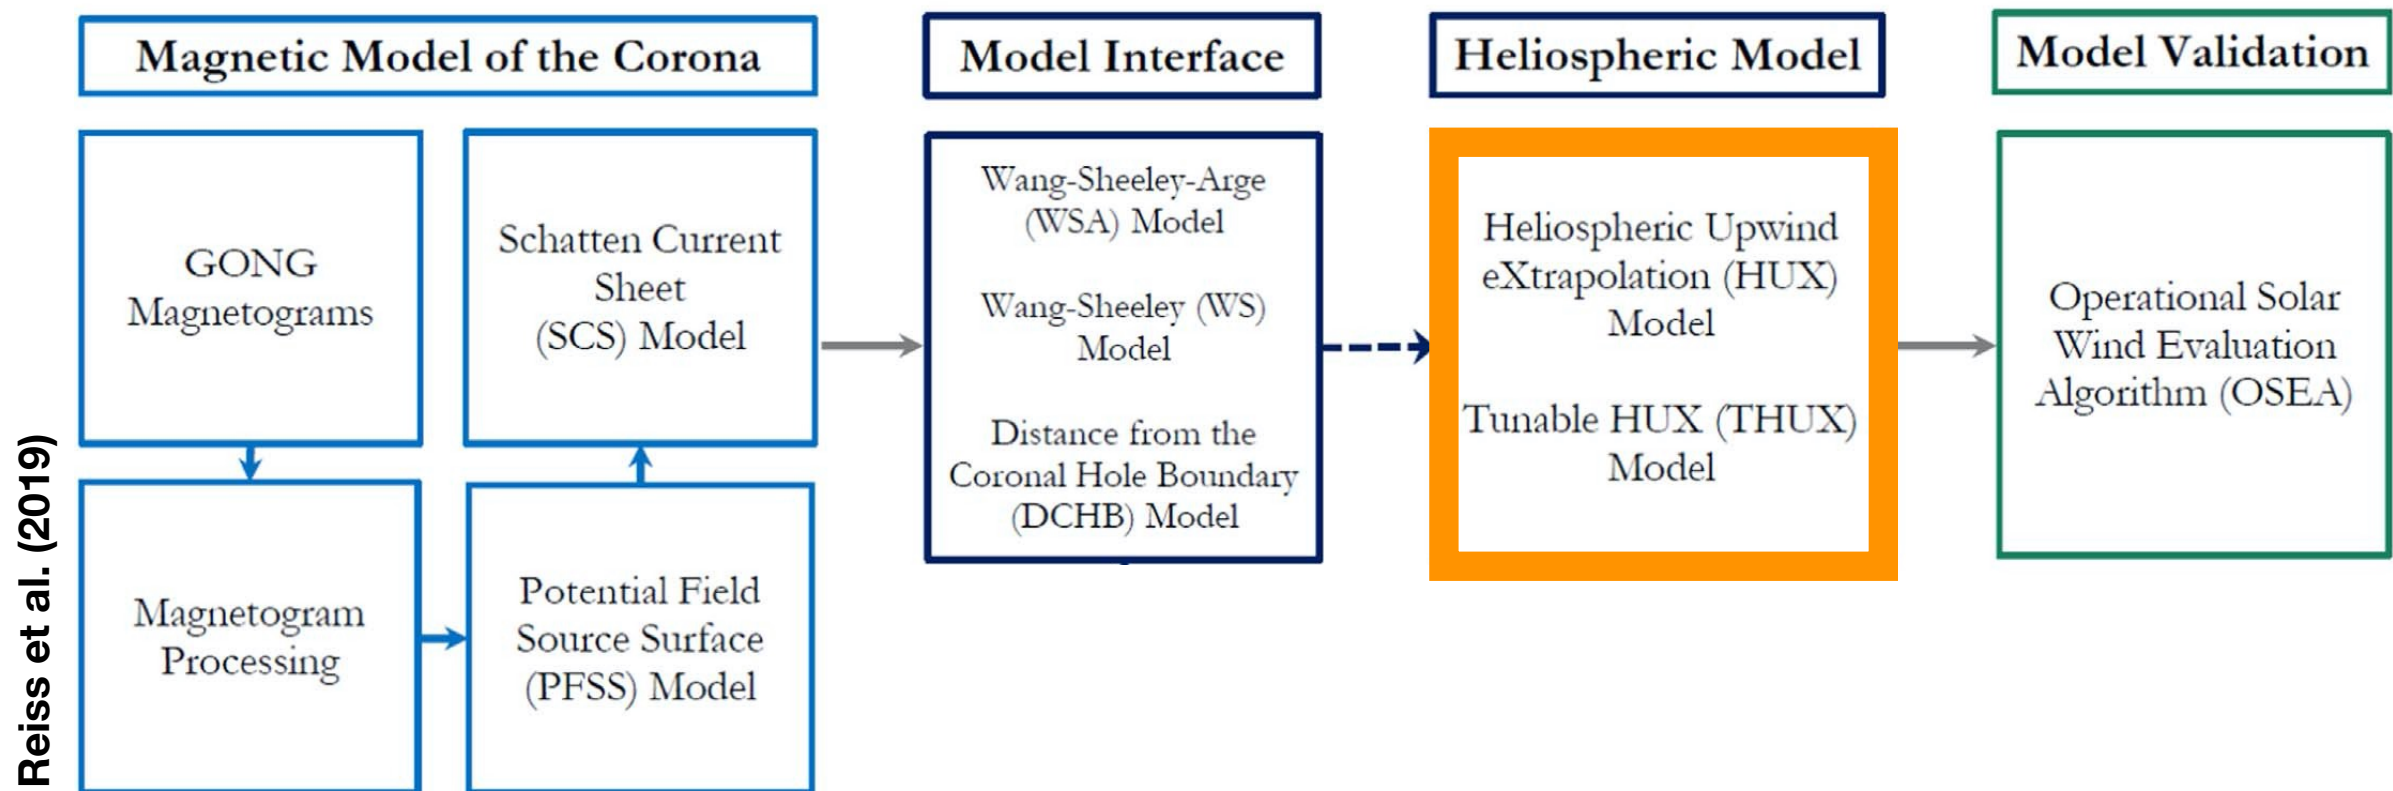 Magnetic Model of the Corona
Model Interface
Heliospheric Model
Model Validation
GONG
Magnetograms
Schatten Current
Sheet
(SCS) Model
Magnetogram
Processing
Potential Field
Source Surface
(PFSS) Model
Wang-Sheeley-Arge
(WSA) Model
Wang-Sheeley (WS)
Model
Distance from the
Coronal Hole Boundary
(DCHB) Model
Heliospheric Upwind
eXtrapolation (HUX)
Model
Tunable HUX (THUX)
Model
Operational Solar
Wind Evaluation
Algorithm (OSEA)
Reiss et al. (2019)